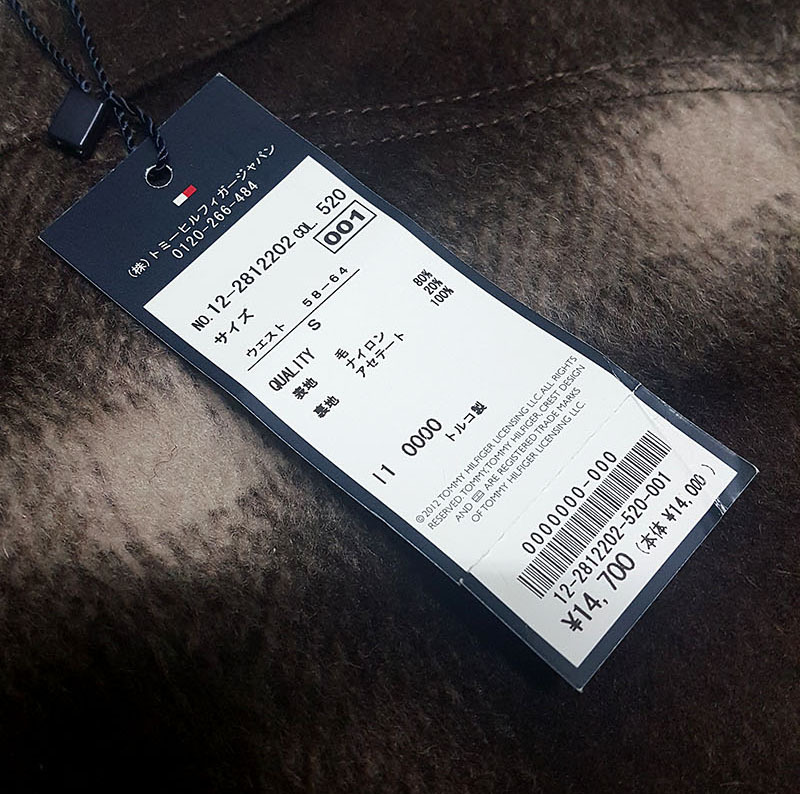 (株)トミーヒルフィガージャパン
0120-266-484
NO.12-2812202 COL. 520
サイズ 001
ウエスト 58-64
S
QUALITY
表地 毛 80%
ナイロン 20%
裏地 アセテート 100%
11 0000 トルコ製
©2012 TOMMY HILFIGER LICENSING LLC. ALL RIGHTS
RESERVED. TOMMY, TOMMY HILFIGER, CREST DESIGN
AND ARE REGISTERED TRADE MARKS
OF TOMMY HILFIGER LICENSING LLC.
0000000-000
12-2812202-520-001
¥14,700 (本体 ¥14,000)